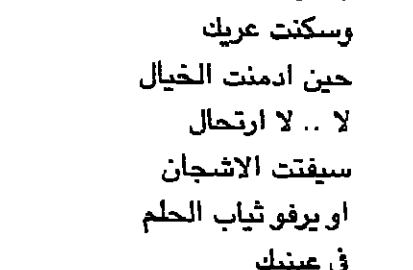 وسكنت عريك
حين ادمنت الخيال
لا .. لا ارتحال
سيفتت الاشجان
او يرفو ثياب الحلم
في عينيك